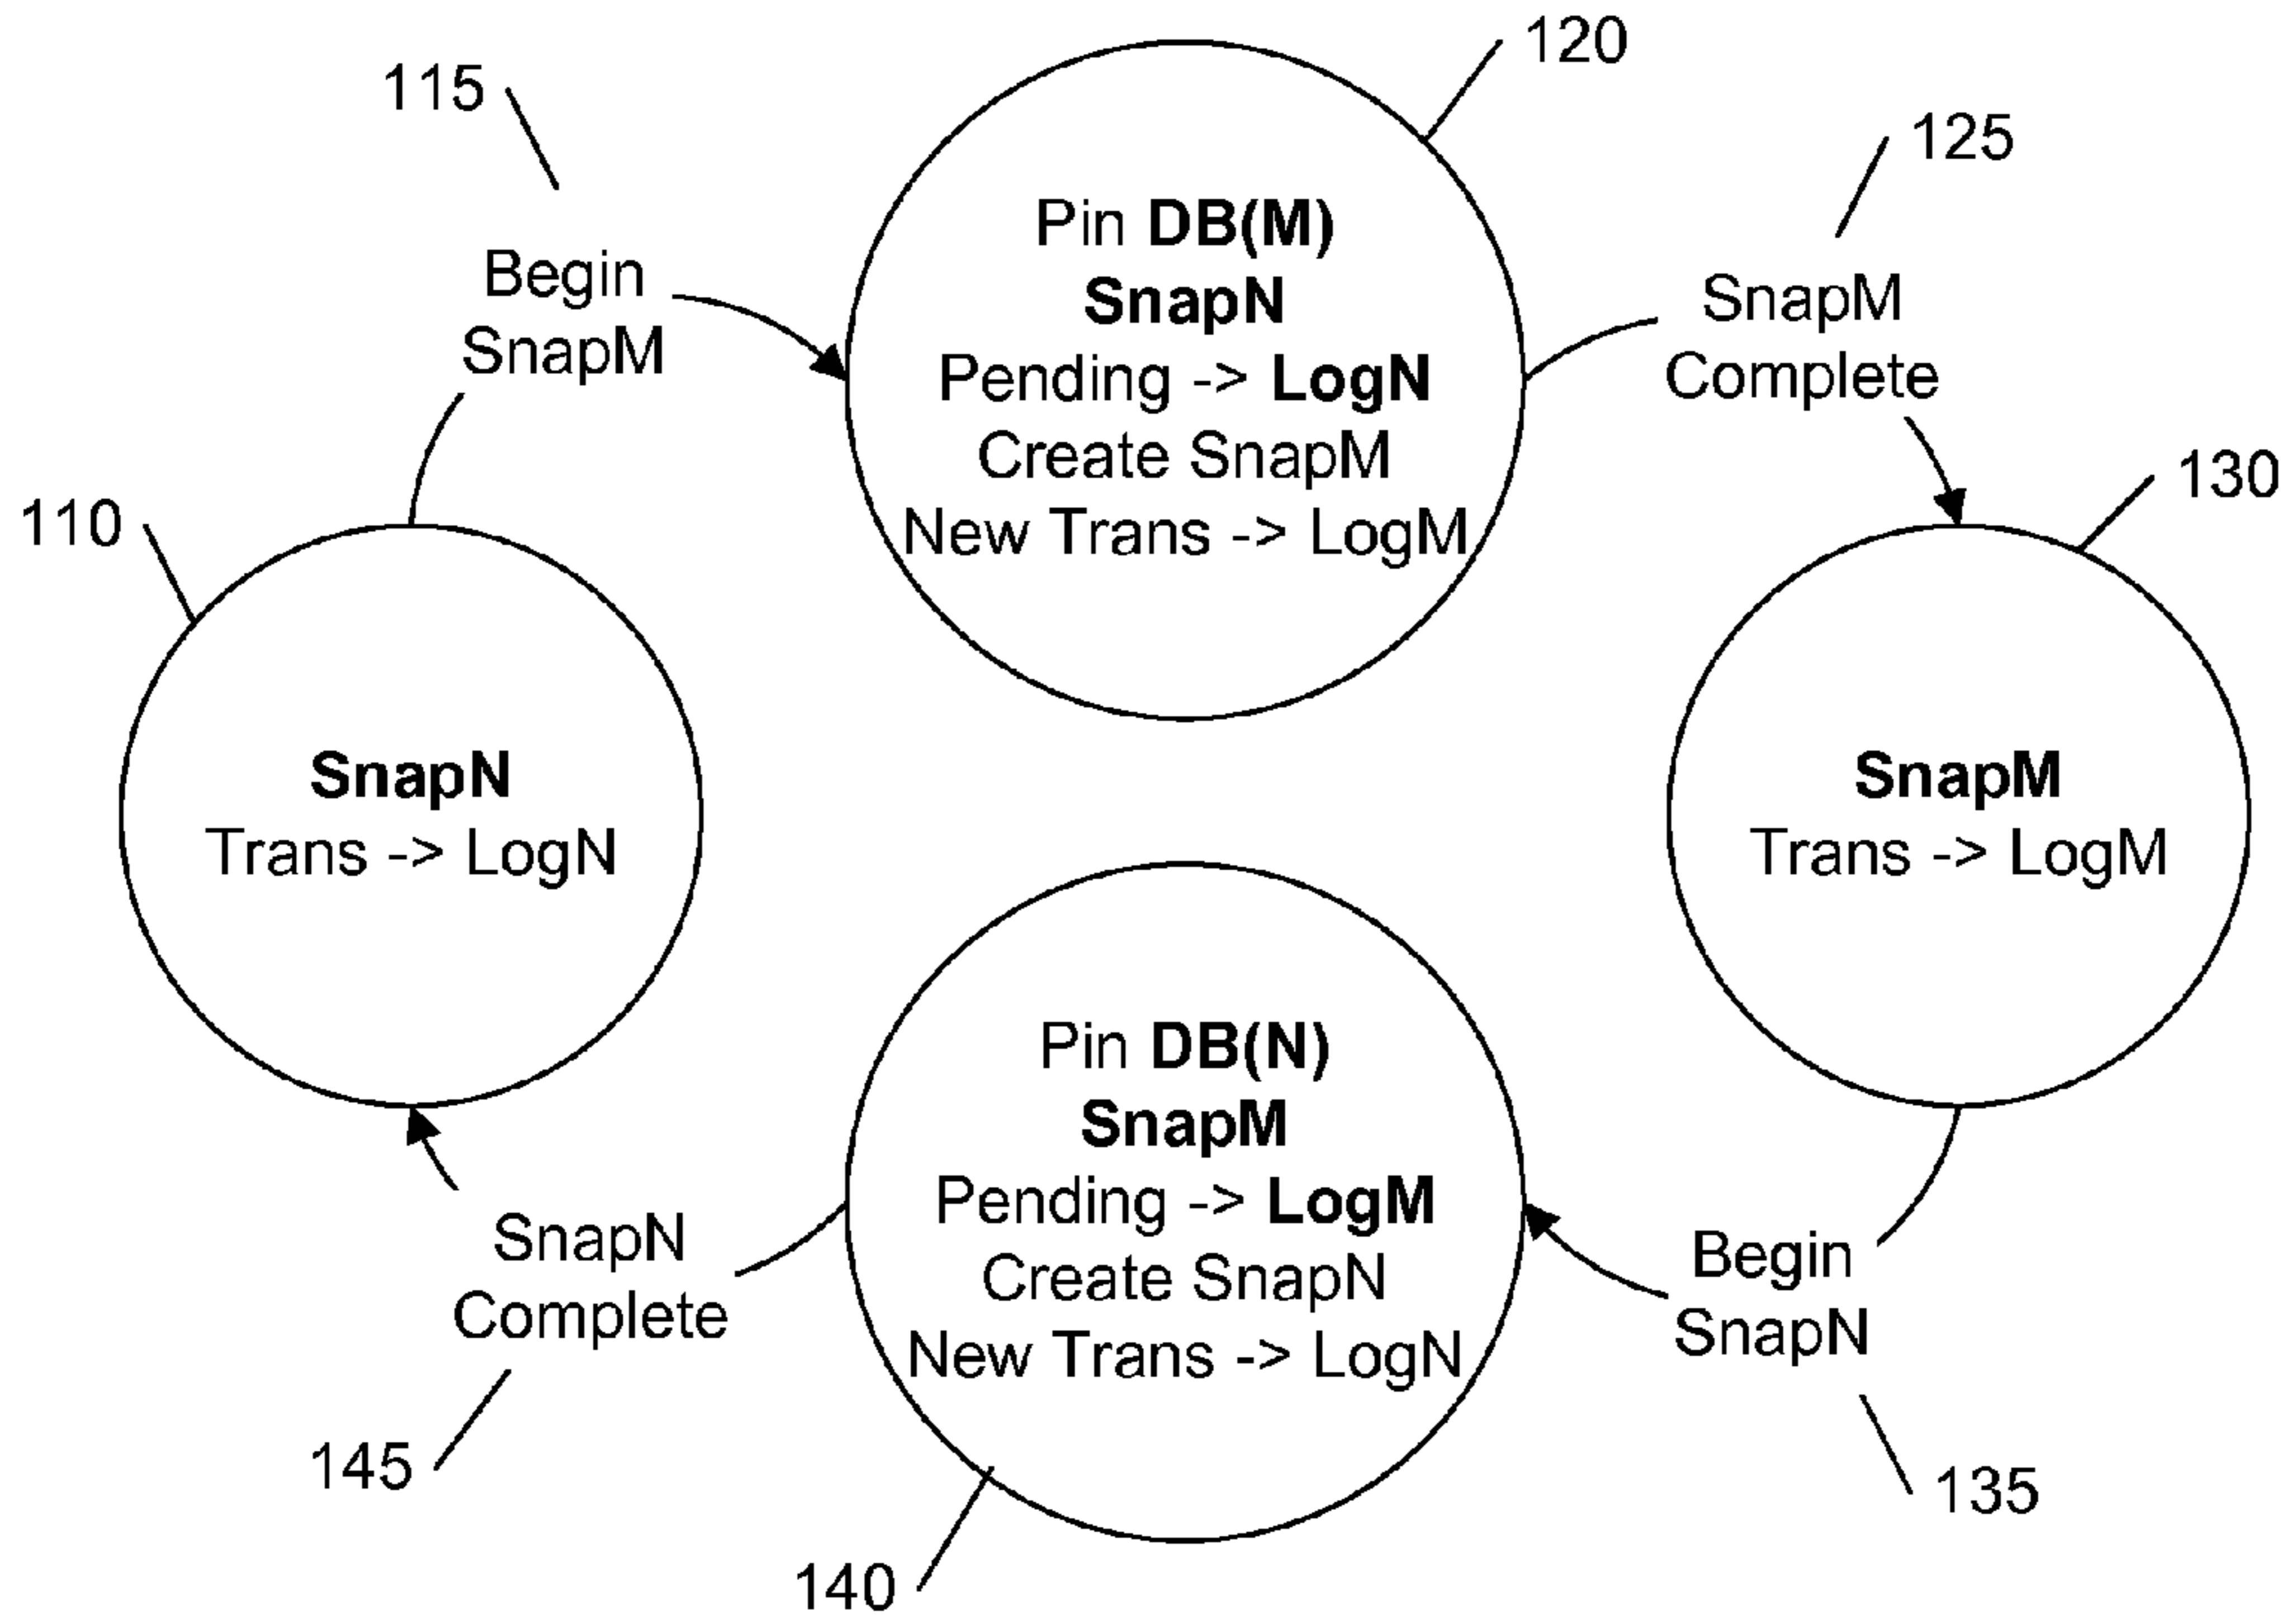 120
115
125
Pin DB(M)
SnapN
Pending -> LogN
Create SnapM
New Trans -> LogM
Begin
SnapM
SnapM
Complete
130
110
SnapN
Trans -> LogN
SnapM
Trans -> LogM
Pin DB(N)
SnapM
Pending -> LogM
Create SnapN
New Trans -> LogN
SnapN
Complete
Begin
SnapN
145
135
140